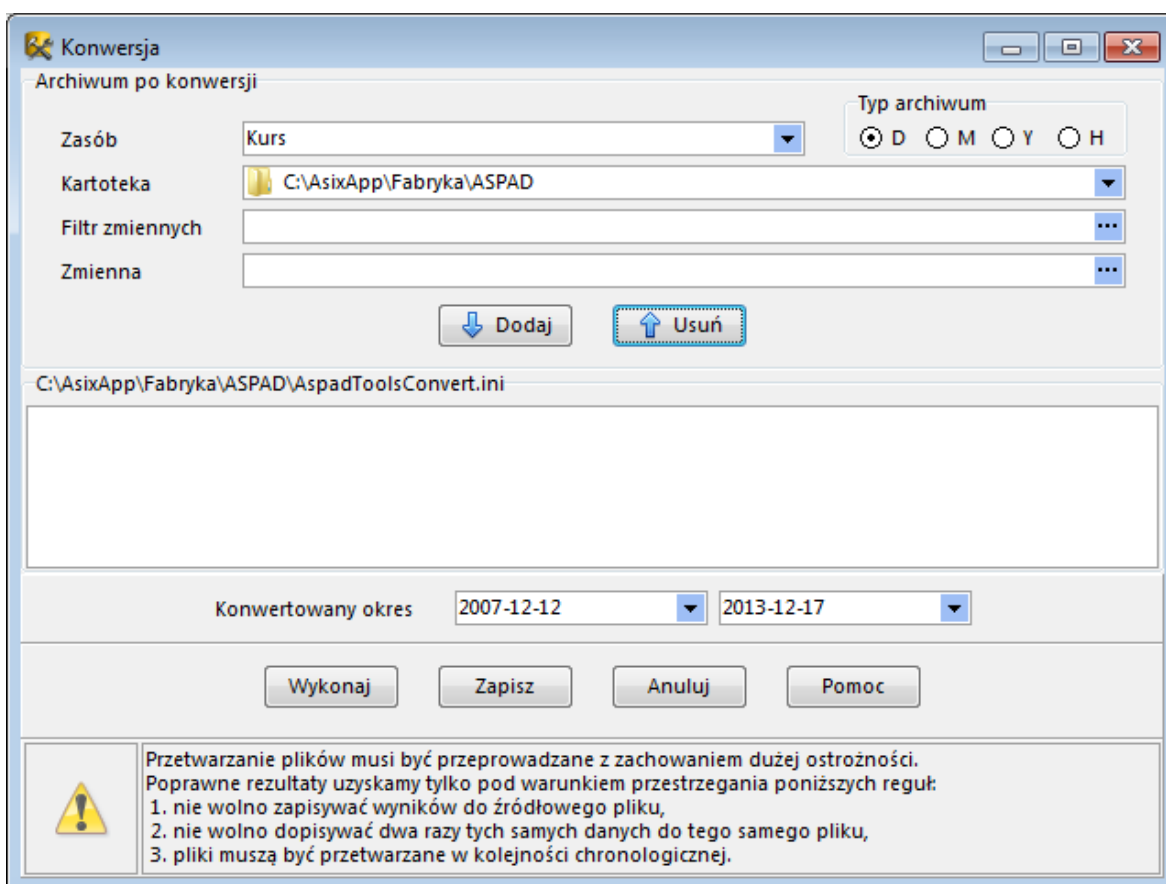 Konwersja
Archiwum po konwersji
Typ archiwum
Zasób Kurs D M Y H
Kartoteka C:\AsixApp\Fabryka\ASPAD
Filtr zmiennych ...
Zmienna ...
Dodaj Usuń
C:\AsixApp\Fabryka\ASPAD\AspadToolsConvert.ini
Konwertowany okres 2007-12-12 2013-12-17
Wykonaj Zapisz Anuluj Pomoc
Przetwarzanie plików musi być przeprowadzane z zachowaniem dużej ostrożności.
Poprawne rezultaty uzyskamy tylko pod warunkiem przestrzegania poniższych reguł:
1. nie wolno zapisywać wyników do źródłowego pliku,
2. nie wolno dopisywać dwa razy tych samych danych do tego samego pliku,
3. pliki muszą być przetwarzane w kolejności chronologicznej.